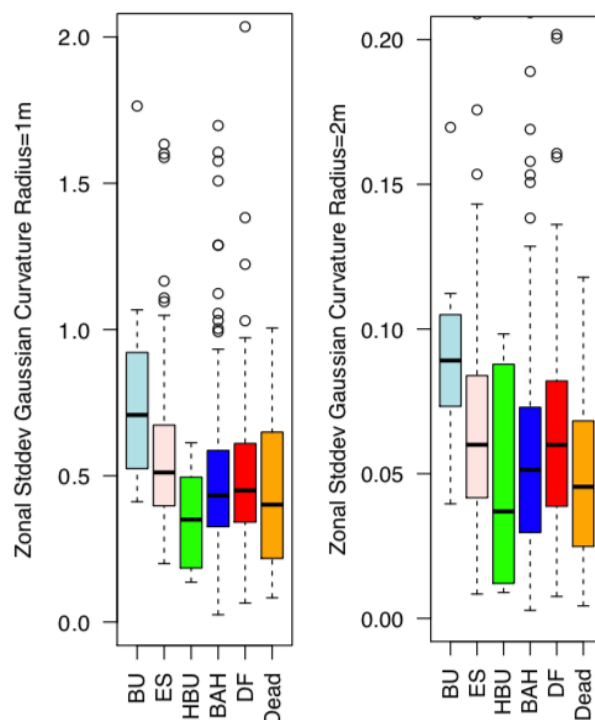 Zonal Stddev Gaussian Curvature Radius=1m
2.0
1.5
1.0
0.5
0.0
BU
ES
HBU
BAH
DF
Dead
Zonal Stddev Gaussian Curvature Radius=2m
0.20
0.15
0.10
0.05
0.00
BU
ES
HBU
BAH
DF
Dead